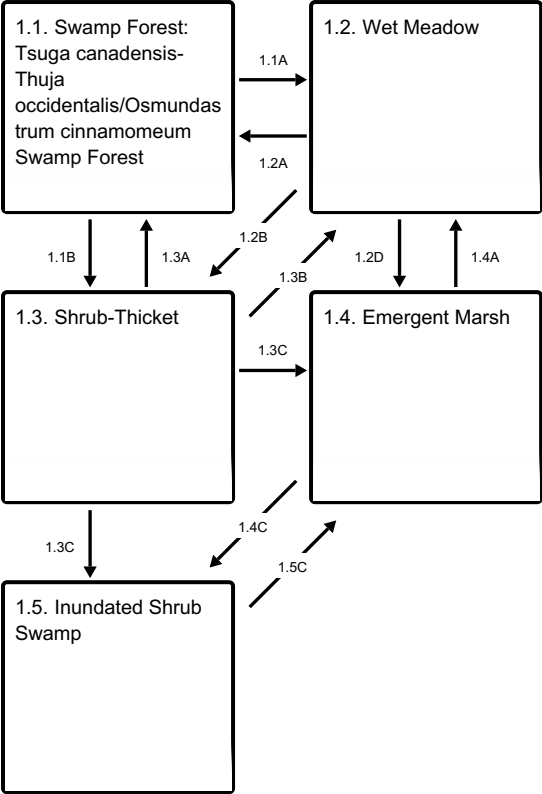 1.1. Swamp Forest:
Tsuga canadensis-
Thuja
occidentalis/Osmundas
trum cinnamomeum
Swamp Forest
1.1A
1.2. Wet Meadow
1.2A
1.1B
1.3A
1.2B
1.3B
1.2D
1.4A
1.3. Shrub-Thicket
1.3C
1.4. Emergent Marsh
1.3C
1.4C
1.5C
1.5. Inundated Shrub
Swamp